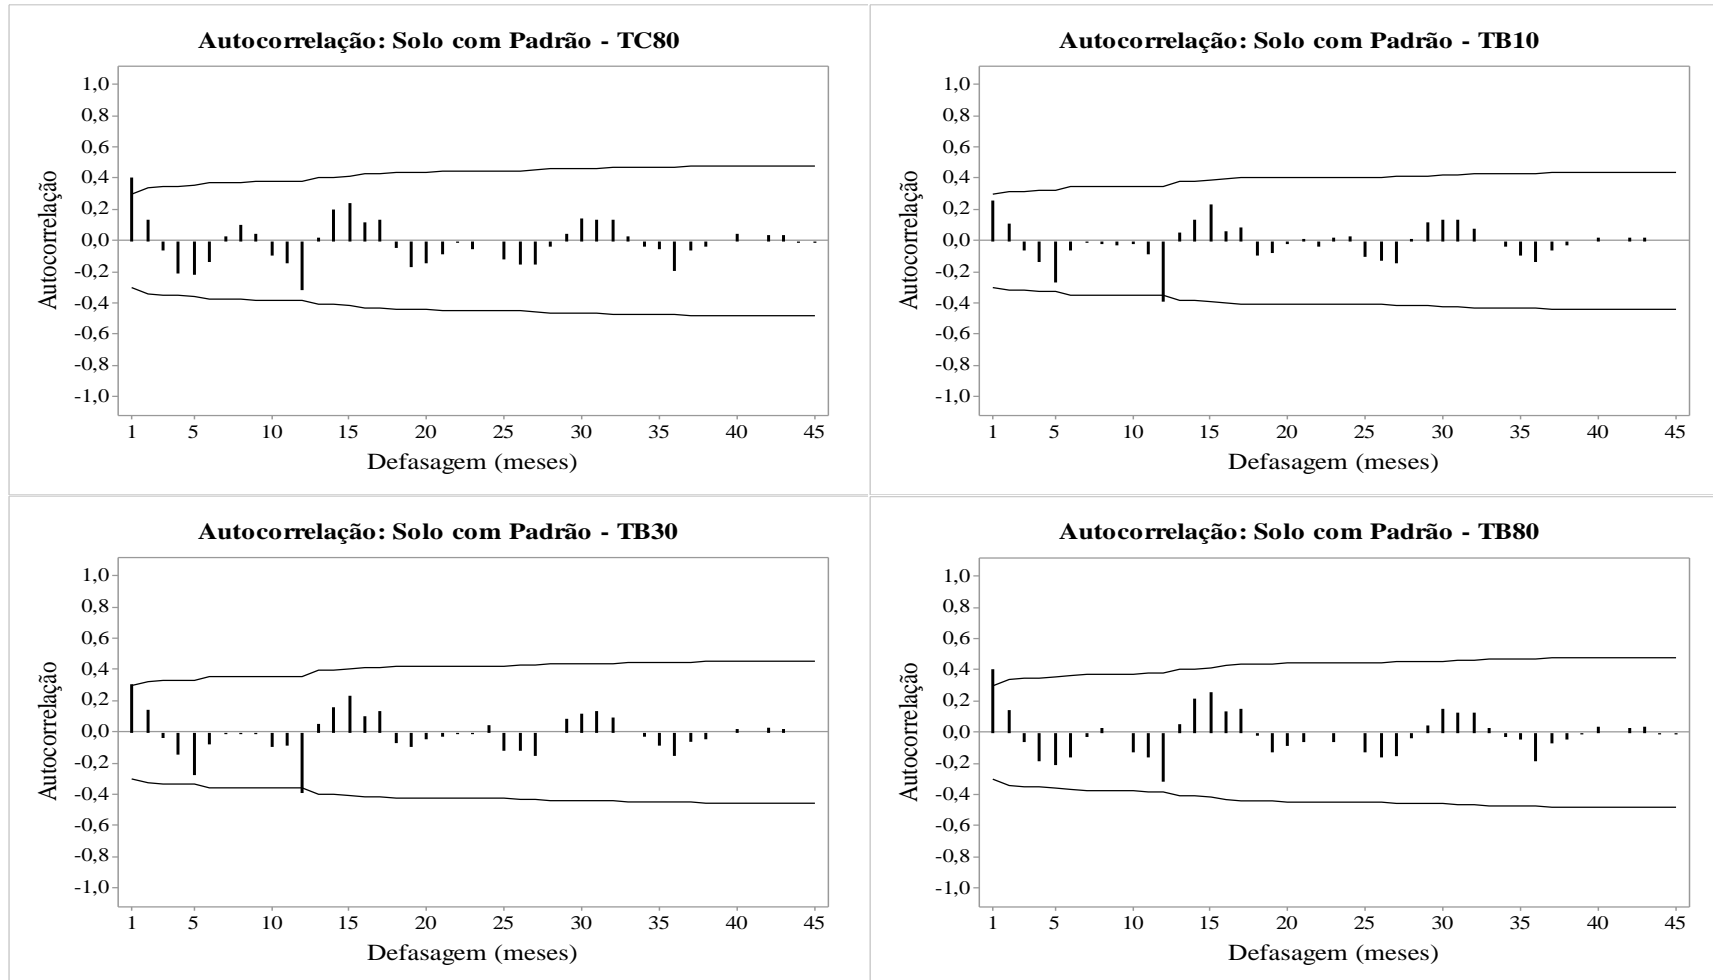 Autocorrelação: Solo com Padrão - TC80
1,0
0,8
0,6
0,4
0,2
0,0
-0,2
-0,4
-0,6
-0,8
-1,0
Autocorrelação
1 5 10 15 20 25 30 35 40 45
Defasagem (meses)
Autocorrelação: Solo com Padrão - TB10
1,0
0,8
0,6
0,4
0,2
0,0
-0,2
-0,4
-0,6
-0,8
-1,0
Autocorrelação
1 5 10 15 20 25 30 35 40 45
Defasagem (meses)
Autocorrelação: Solo com Padrão - TB30
1,0
0,8
0,6
0,4
0,2
0,0
-0,2
-0,4
-0,6
-0,8
-1,0
Autocorrelação
1 5 10 15 20 25 30 35 40 45
Defasagem (meses)
Autocorrelação: Solo com Padrão - TB80
1,0
0,8
0,6
0,4
0,2
0,0
-0,2
-0,4
-0,6
-0,8
-1,0
Autocorrelação
1 5 10 15 20 25 30 35 40 45
Defasagem (meses)